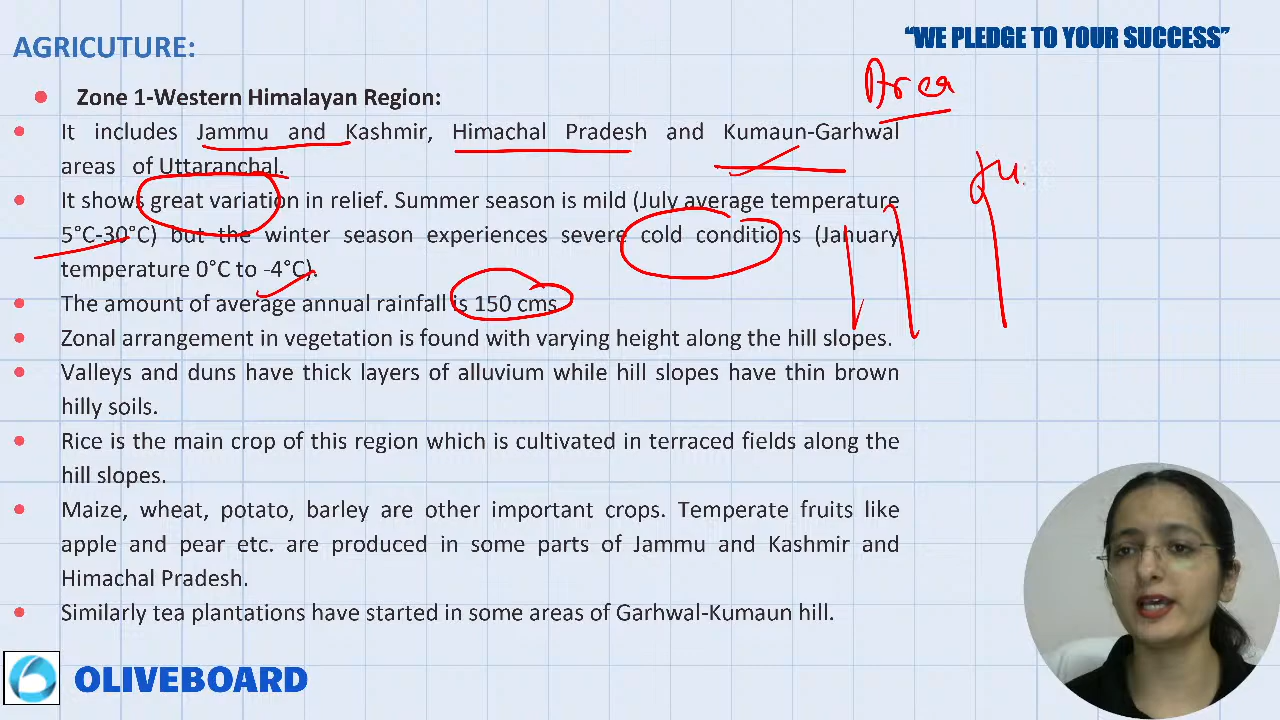 AGRICUTURE:
“WE PLEDGE TO YOUR SUCCESS”
Area
Zone 1-Western Himalayan Region:
It includes Jammu and Kashmir, Himachal Pradesh and Kumaun-Garhwal
areas of Uttaranchal.
It shows great variation in relief. Summer season is mild (July average temperature
5°C-30°C) but the winter season experiences severe cold conditions (January
temperature 0°C to -4°C).
The amount of average annual rainfall is 150 cms.
Zonal arrangement in vegetation is found with varying height along the hill slopes.
Valleys and duns have thick layers of alluvium while hill slopes have thin brown
hilly soils.
Rice is the main crop of this region which is cultivated in terraced fields along the
hill slopes.
Maize, wheat, potato, barley are other important crops. Temperate fruits like
apple and pear etc. are produced in some parts of Jammu and Kashmir and
Himachal Pradesh.
Similarly tea plantations have started in some areas of Garhwal-Kumaun hill.
OLIVEBOARD